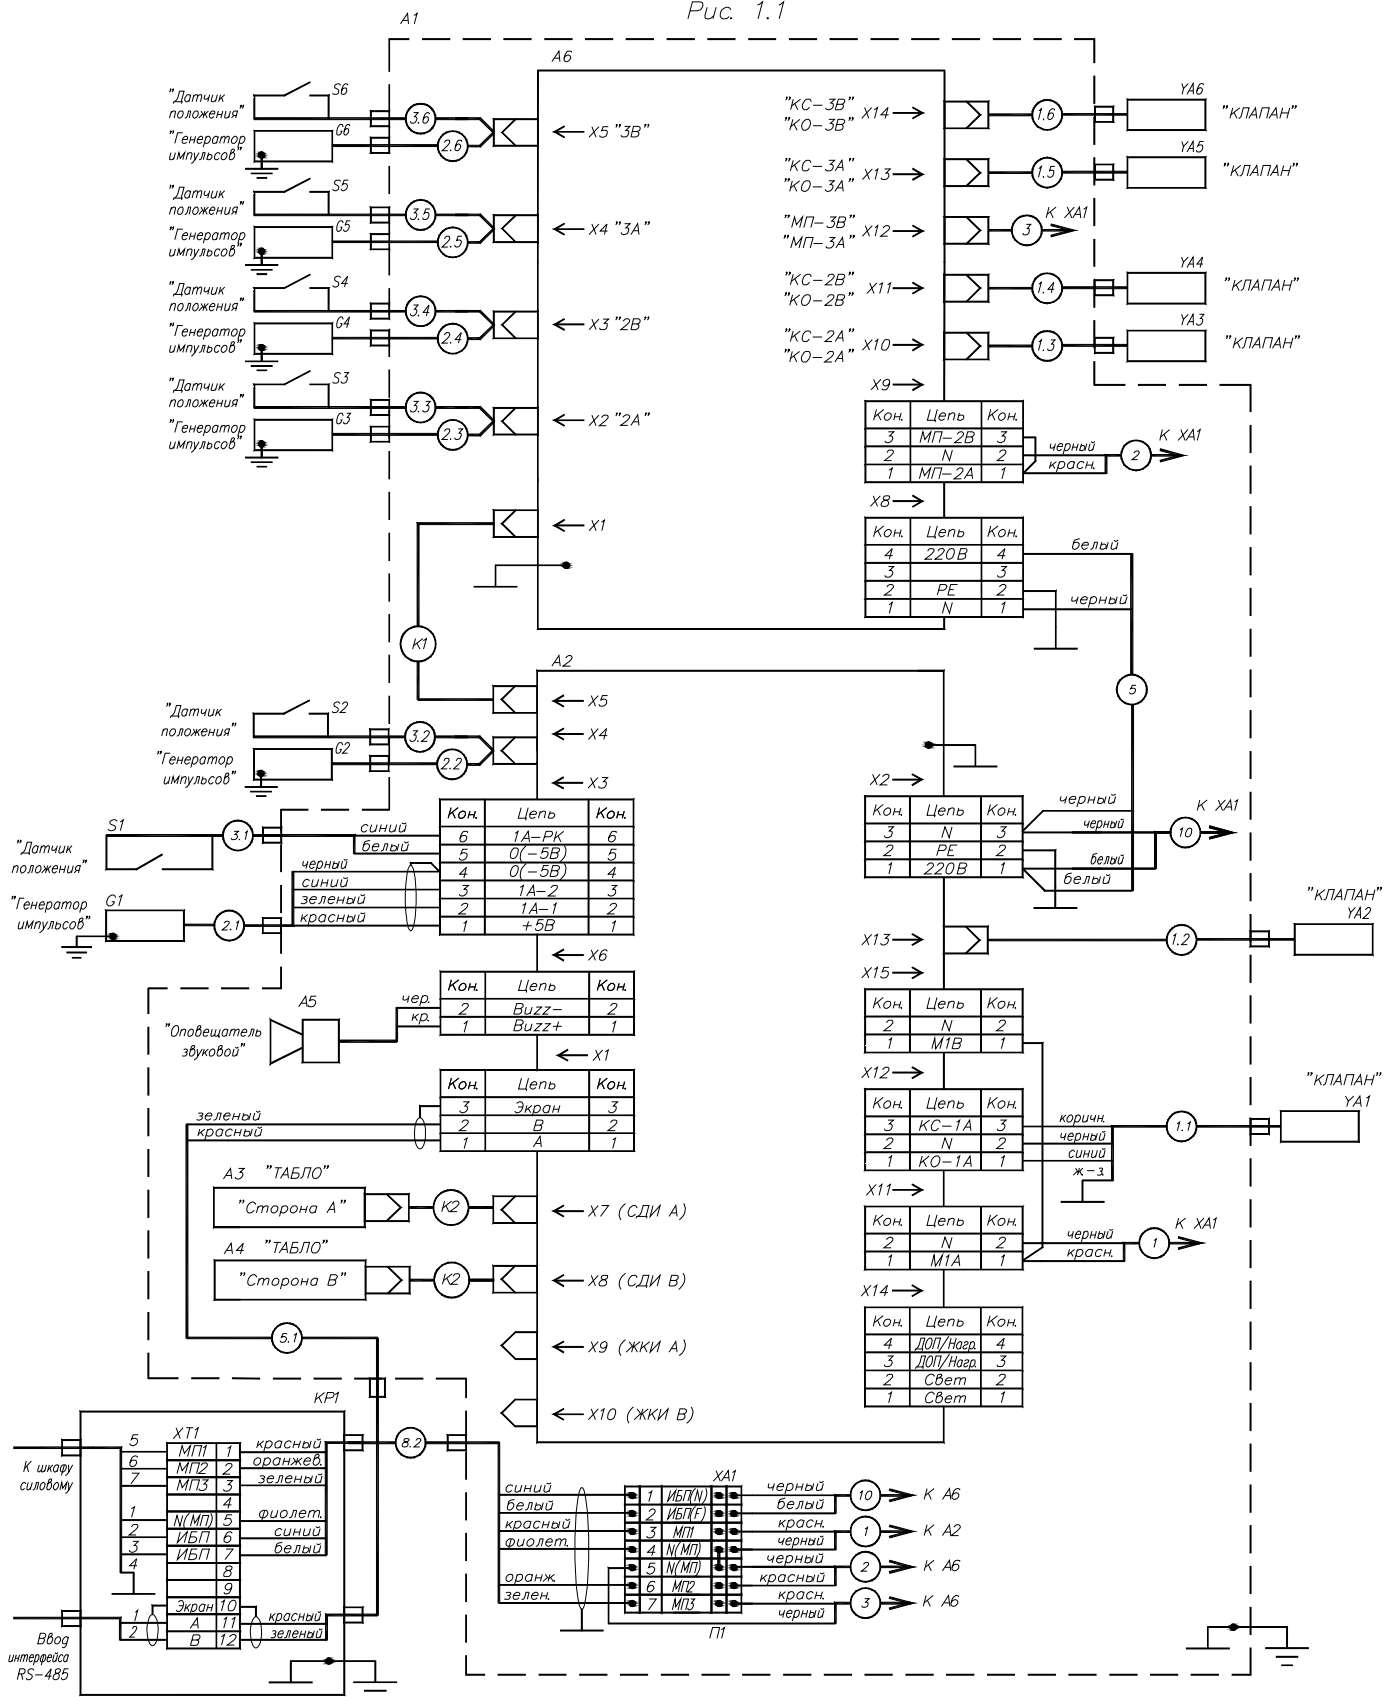 Рис. 1.1
А1
А6
"Датчик
положения"
S6
3.6
"Генератор
импульсов"
G6
2.6
X5 "3В"
"Датчик
положения"
S5
3.5
"Генератор
импульсов"
G5
2.5
X4 "3А"
"Датчик
положения"
S4
3.4
"Генератор
импульсов"
G4
2.4
X3 "2В"
"Датчик
положения"
S3
3.3
"Генератор
импульсов"
G3
2.3
X2 "2А"
X1
К1
"КС-3В"
"КО-3В"
X14
1.6
YA6
"КЛАПАН"
"КС-3А"
"КО-3А"
X13
1.5
YA5
"КЛАПАН"
"МП-3В"
"МП-3А"
X12
3
К ХА1
"КС-2В"
"КО-2В"
X11
1.4
YA4
"КЛАПАН"
"КС-2А"
"КО-2А"
X10
1.3
YA3
"КЛАПАН"
X9
Кон. Цепь Кон.
3 МП-2В 3
2 N 2
1 МП-2А 1
черный
красн.
2
К ХА1
X8
Кон. Цепь Кон.
4 220В 4
3 3
2 PE 2
1 N 1
белый
черный
5
А2
X5
"Датчик
положения"
S2
3.2
X4
"Генератор
импульсов"
G2
2.2
X3
Кон. Цепь Кон.
6 1А-РК 6
5 0(-5В) 5
4 0(-5В) 4
3 1А-2 3
2 1А-1 2
1 +5В 1
S1
3.1
"Датчик
положения"
синий
белый
черный
синий
зеленый
красный
"Генератор
импульсов"
G1
2.1
X6
Кон. Цепь Кон.
2 Buzz- 2
1 Buzz+ 1
А5
чер.
кр.
"Оповещатель
звуковой"
X1
Кон. Цепь Кон.
3 Экран 3
2 В 2
1 А 1
зеленый
красный
А3 "ТАБЛО"
"Сторона А"
К2
X7 (СДИ А)
А4 "ТАБЛО"
"Сторона В"
К2
X8 (СДИ В)
5.1
X9 (ЖКИ А)
X10 (ЖКИ В)
X2
Кон. Цепь Кон.
3 N 3
2 PE 2
1 220В 1
черный
черный
белый
белый
10
К ХА1
X13
1.2
"КЛАПАН"
YA2
X15
Кон. Цепь Кон.
2 N 2
1 М1В 1
X12
Кон. Цепь Кон.
3 КС-1А 3
2 N 2
1 КО-1А 1
коричн.
черный
синий
ж-з.
1.1
"КЛАПАН"
YA1
X11
Кон. Цепь Кон.
2 N 2
1 М1А 1
черный
красн.
1
К ХА1
X14
Кон. Цепь Кон.
4 ДОП/Нагр. 4
3 ДОП/Нагр. 3
2 Свет 2
1 Свет 1
КР1
К шкафу
силовому
ХТ1
5 МП1 1 красный
6 МП2 2 оранжев.
7 МП3 3 зеленый
4
1 N(МП) 5 фиолет.
2 ИБП 6 синий
3 ИБП 7 белый
4 8
9
Экран 10
1 А 11 красный
2 В 12 зеленый
Ввод
интерфейса
RS-485
8.2
ХА1
синий 1 ИБП(N) черный
белый 2 ИБП(F) белый
красный 3 МП1 красн.
фиолет. 4 N(МП) черный
5 N(МП) черный
оранж. 6 МП2 красный
зелен. 7 МП3 красн.
черный
П1
10 К А6
1 К А2
2 К А6
3 К А6